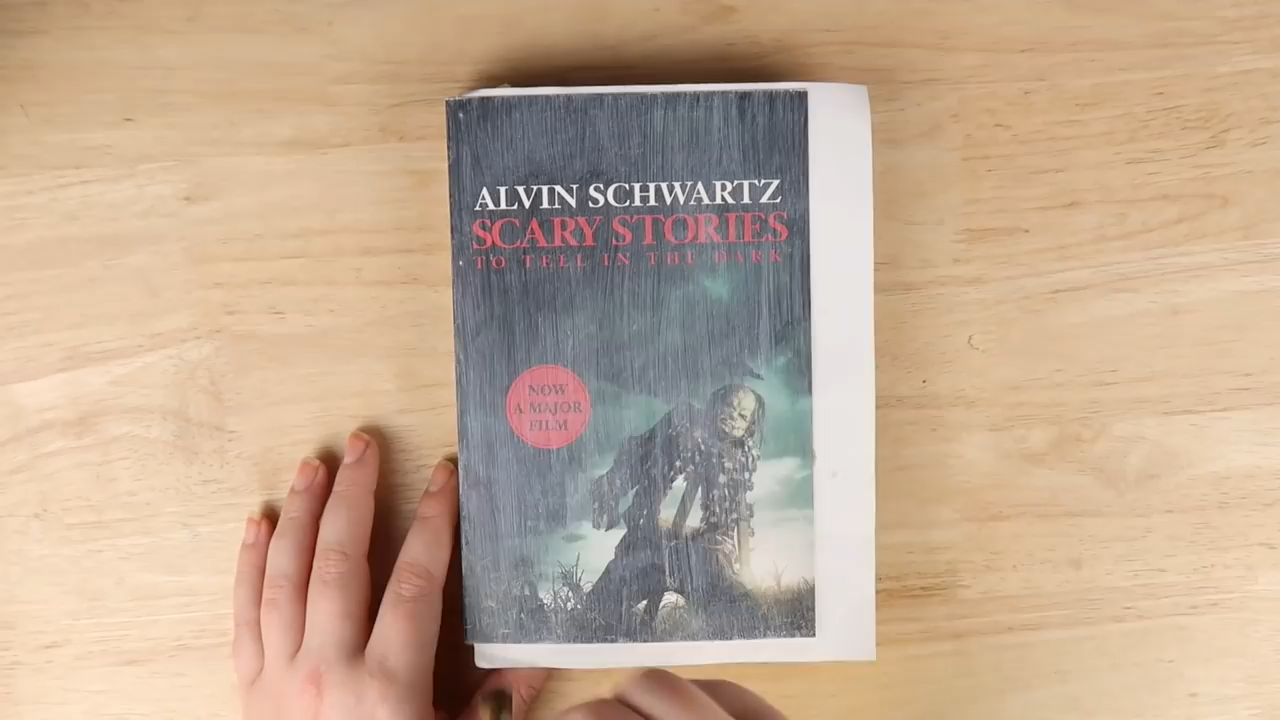 ALVIN SCHWARTZ
SCARY STORIES
TO TELL IN THE DARK
NOW
A MAJOR
FILM